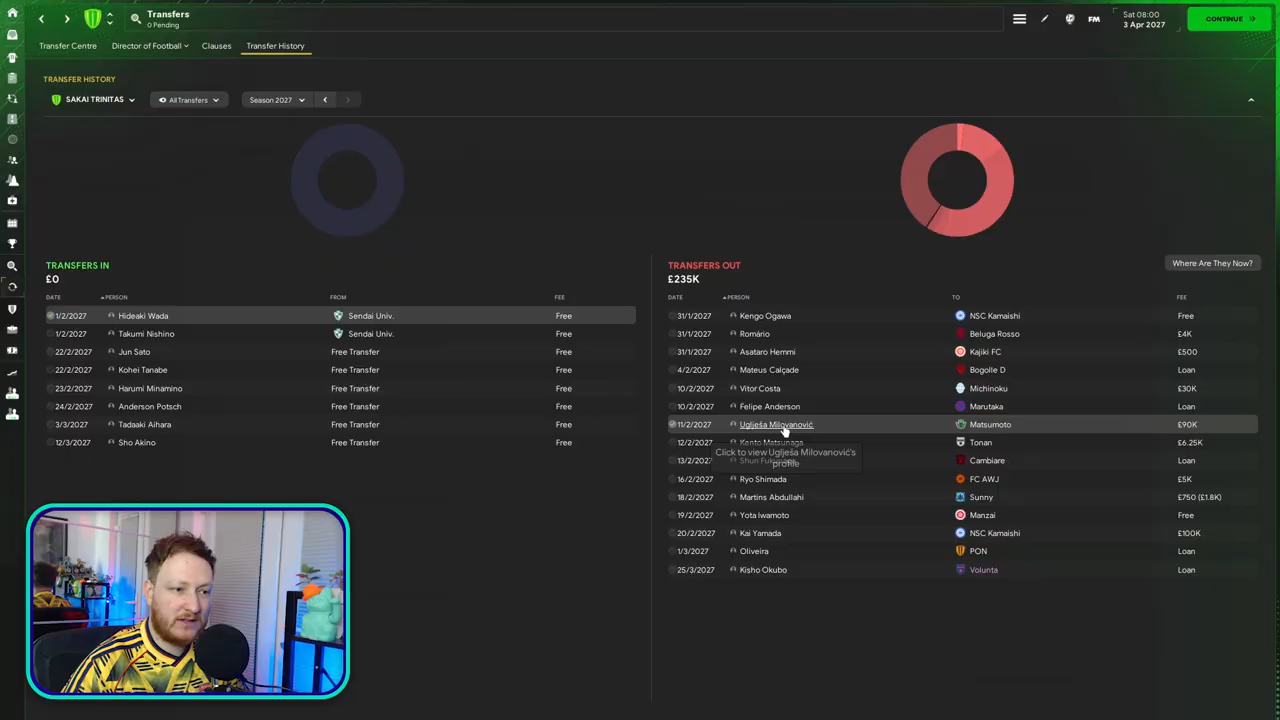 Transfers
0 Pending
FM
Sat 08:00
3 Apr 2027
CONTINUE
Transfer Centre
Director of Football
Clauses
Transfer History
TRANSFER HISTORY
SAKAI TRINITAS
All Transfers
Season 2027
TRANSFERS IN
£0
DATE PERSON FROM FEE
1/2/2027 Hideaki Wada Sendai Univ. Free
1/2/2027 Takumi Nishino Sendai Univ. Free
22/2/2027 Jun Sato Free Transfer Free
22/2/2027 Kohei Tanabe Free Transfer Free
23/2/2027 Harumi Minamino Free Transfer Free
24/2/2027 Anderson Potsch Free Transfer Free
3/3/2027 Tadaaki Aihara Free Transfer Free
12/3/2027 Sho Akino Free Transfer Free
TRANSFERS OUT
£235K
Where Are They Now?
DATE PERSON TO FEE
31/1/2027 Kengo Ogawa NSC Kamaishi Free
31/1/2027 Romário Beluga Rosso £4K
31/1/2027 Asataro Hemmi Kajiki FC £500
4/2/2027 Mateus Calçade Bogolle D Loan
10/2/2027 Vitor Costa Michinoku £30K
10/2/2027 Felipe Anderson Marutaka Loan
11/2/2027 Uglješa Milovanović Matsumoto £90K
12/2/2027 Kento Matsunaga Tonan £6.25K
Click to view Uglješa Milovanović's
profile
13/2/2027 Shun Cambiare Loan
16/2/2027 Ryo Shimada FC AWJ £5K
18/2/2027 Martins Abdullahi Sunny £750 (£1.8K)
19/2/2027 Yota Iwamoto Manzai Free
20/2/2027 Kai Yamada NSC Kamaishi £100K
1/3/2027 Oliveira PON Loan
25/3/2027 Kisho Okubo Volunta Loan